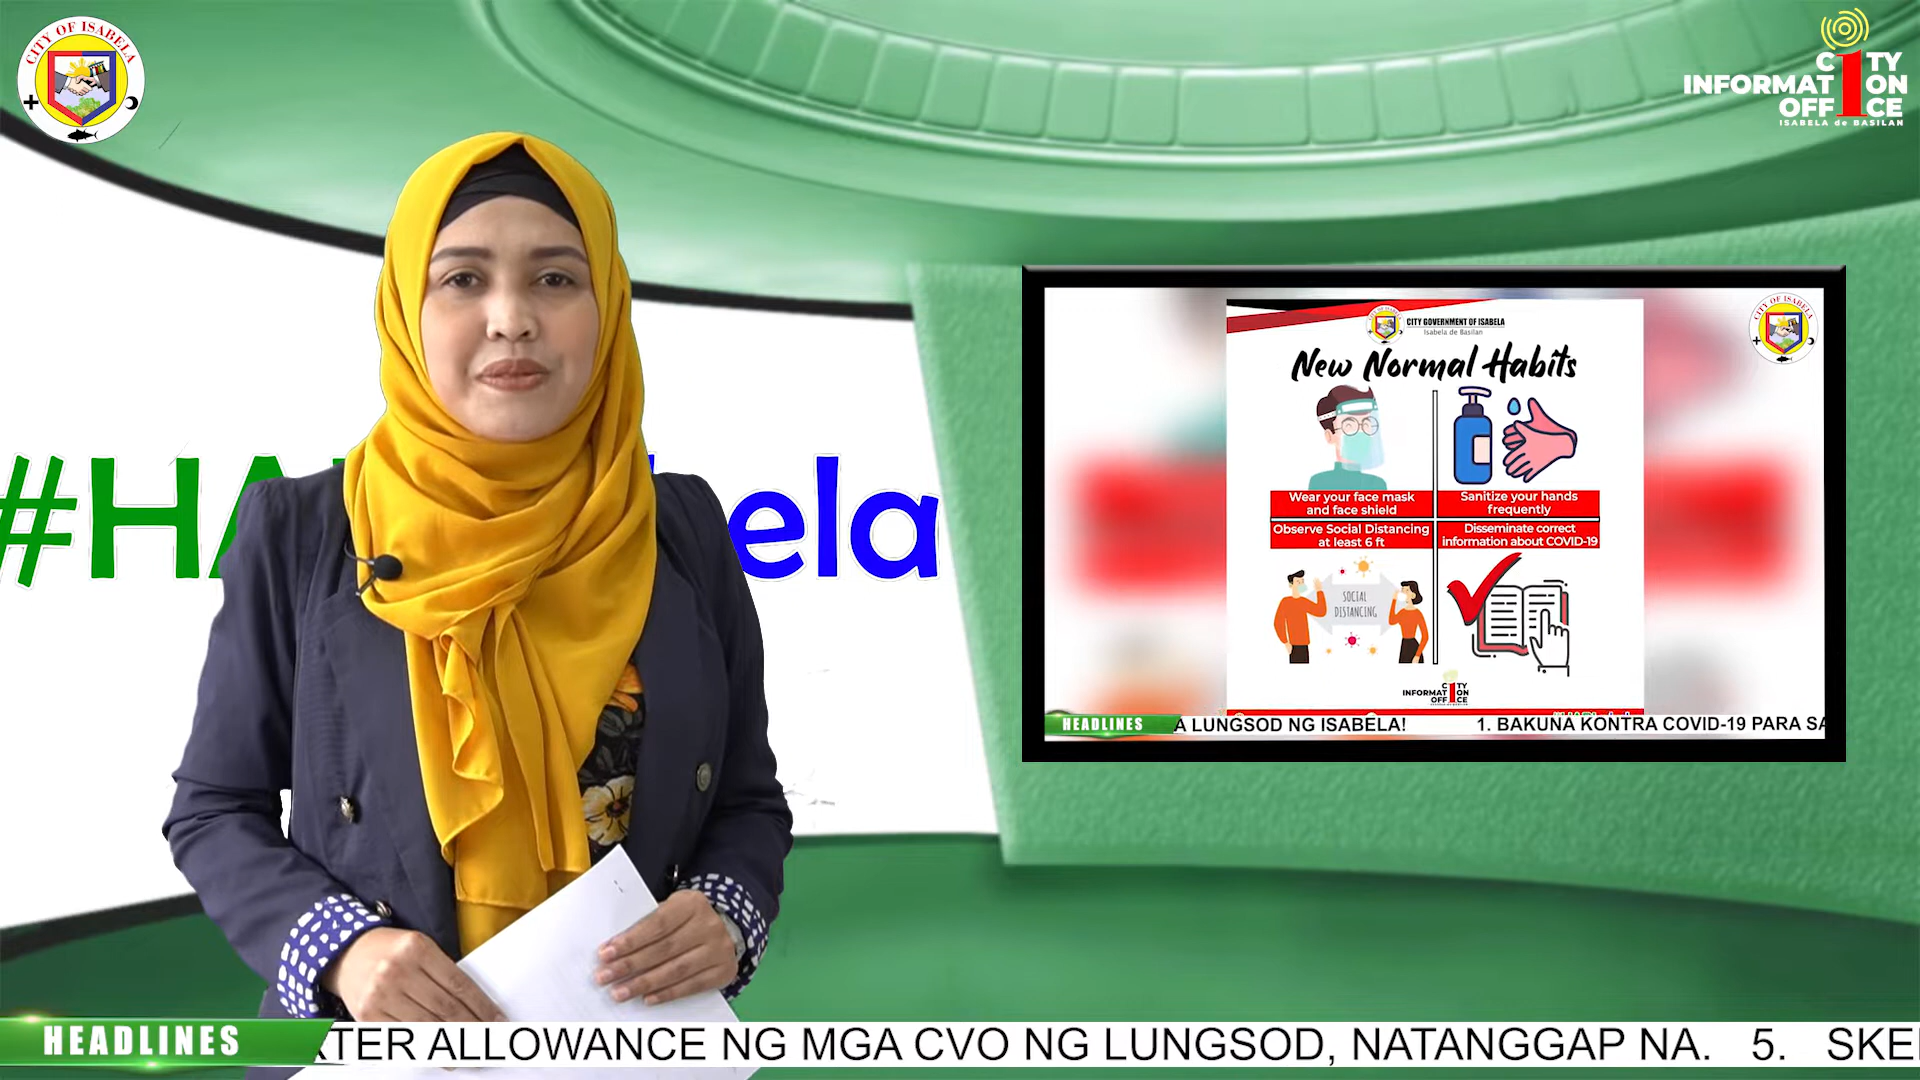 CITY OF ISABELA
CITY
INFORMATION
OFFICE
ISABELA de BASILAN
#HA
ela
CITY OF ISABELA
CITY GOVERNMENT OF ISABELA
Isabela de Basilan
New Normal Habits
Wear your face mask
and face shield
Sanitize your hands
frequently
Observe Social Distancing
at least 6 ft
Disseminate correct
information about COVID-19
SOCIAL
DISTANCING
CITY
INFORMATION
OFFICE
HEADLINES
A LUNGSOD NG ISABELA! 1. BAKUNA KONTRA COVID-19 PARA SA
HEADLINES
TER ALLOWANCE NG MGA CVO NG LUNGSOD, NATANGGAP NA. 5. SKE